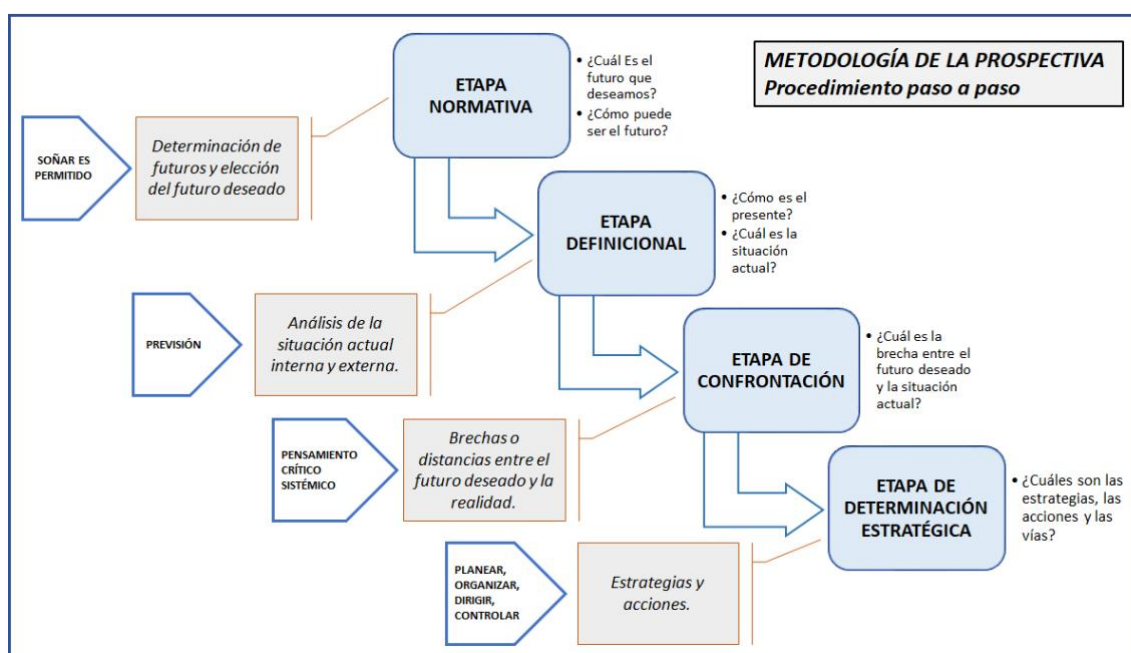 METODOLOGÍA DE LA PROSPECTIVA
Procedimiento paso a paso
ETAPA
NORMATIVA
• ¿Cuál Es el
futuro que
deseamos?
• ¿Cómo puede
ser el futuro?
SOÑAR ES
PERMITIDO
Determinación de
futuros y elección
del futuro deseado
ETAPA
DEFINICIONAL
• ¿Cómo es el
presente?
• ¿Cuál es la
situación
actual?
PREVISIÓN
Análisis de la
situación actual
interna y externa.
ETAPA DE
CONFRONTACIÓN
• ¿Cuál es la
brecha entre el
futuro deseado
y la situación
actual?
PENSAMIENTO
CRÍTICO
SISTÉMICO
Brechas o
distancias entre el
futuro deseado y la
realidad.
ETAPA DE
DETERMINACIÓN
ESTRATÉGICA
• ¿Cuáles son las
estrategias, las
acciones y las
vías?
PLANEAR,
ORGANIZAR,
DIRIGIR,
CONTROLAR
Estrategias y
acciones.